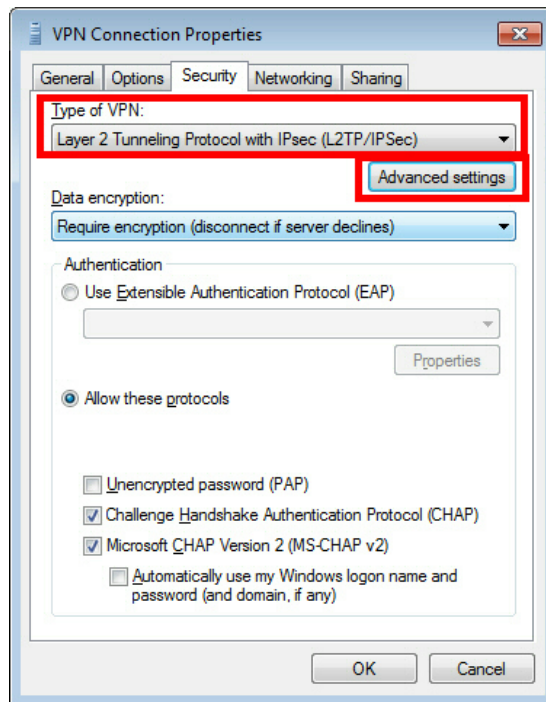 VPN Connection Properties
General Options Security Networking Sharing
Type of VPN:
Layer 2 Tunneling Protocol with IPsec (L2TP/IPSec)
Advanced settings
Data encryption:
Require encryption (disconnect if server declines)
Authentication
Use Extensible Authentication Protocol (EAP)
Properties
Allow these protocols
Unencrypted password (PAP)
Challenge Handshake Authentication Protocol (CHAP)
Microsoft CHAP Version 2 (MS-CHAP v2)
Automatically use my Windows logon name and
password (and domain, if any)
OK Cancel